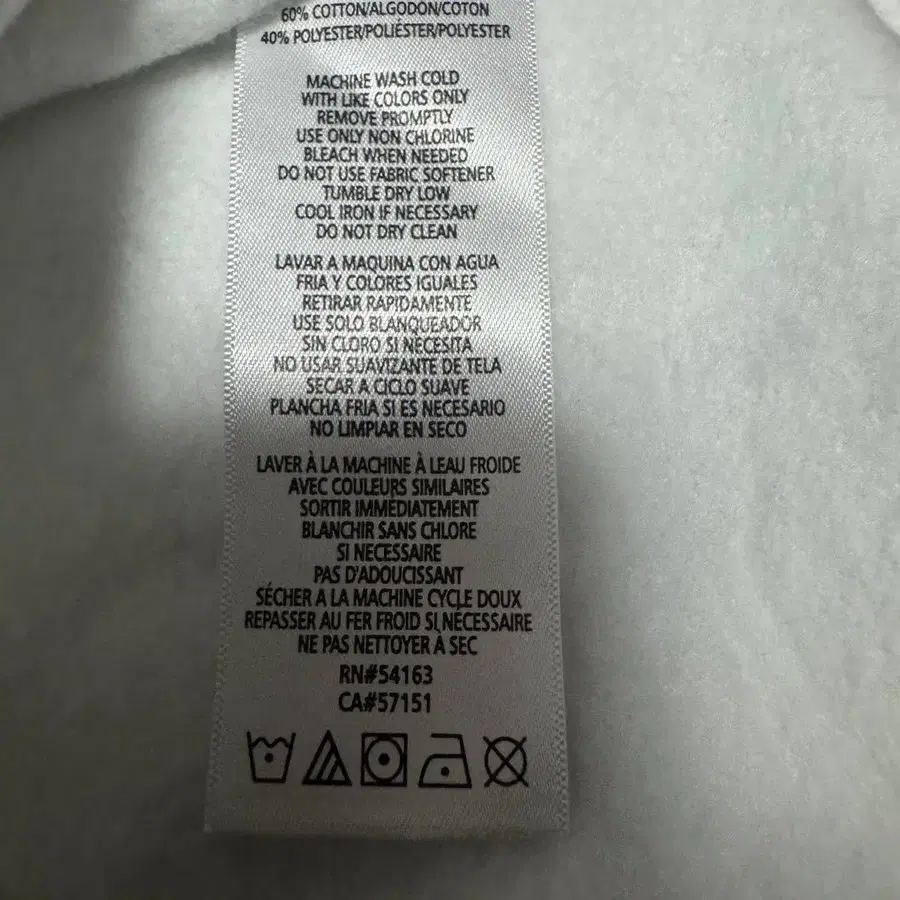 60% COTTON/ALGODON/COTON
40% POLYESTER/POLIÉSTER/POLYESTER
MACHINE WASH COLD
WITH LIKE COLORS ONLY
REMOVE PROMPTLY
USE ONLY NON CHLORINE
BLEACH WHEN NEEDED
DO NOT USE FABRIC SOFTENER
TUMBLE DRY LOW
COOL IRON IF NECESSARY
DO NOT DRY CLEAN
LAVAR A MAQUINA CON AGUA
FRIA Y COLORES IGUALES
RETIRAR RAPIDAMENTE
USE SOLO BLANQUEADOR
SIN CLORO SI NECESITA
NO USAR SUAVIZANTE DE TELA
SECAR A CICLO SUAVE
PLANCHA FRIA SI ES NECESARIO
NO LIMPIAR EN SECO
LAVER À LA MACHINE À LEAU FROIDE
AVEC COULEURS SIMILAIRES
SORTIR IMMÉDIATEMENT
BLANCHIR SANS CHLORE
SI NECESSAIRE
PAS D'ADOUCISSANT
SÉCHER A LA MACHINE CYCLE DOUX
REPASSER AU FER FROID SI NECESSAIRE
NE PAS NETTOYER À SEC
RN#54163
CA#57151